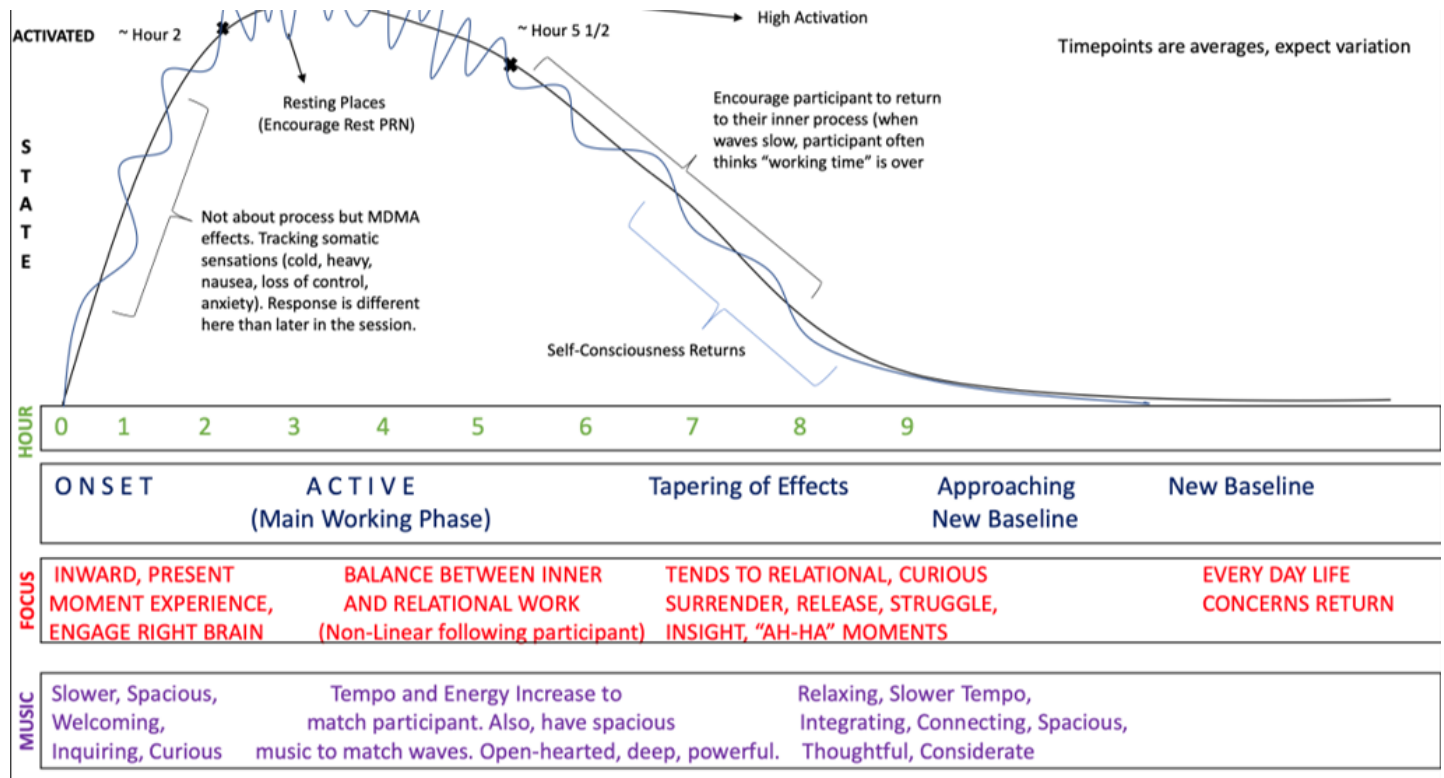 High Activation
ACTIVATED
~ Hour 2
~ Hour 5 1/2
Timepoints are averages, expect variation
Resting Places
(Encourage Rest PRN)
Encourage participant to return
to their inner process (when
waves slow, participant often
thinks “working time” is over
STATE
Not about process but MDMA
effects. Tracking somatic
sensations (cold, heavy,
nausea, loss of control,
anxiety). Response is different
here than later in the session.
Self-Consciousness Returns
HOUR
0 1 2 3 4 5 6 7 8 9
ONSET
ACTIVE
(Main Working Phase)
Tapering of Effects
Approaching
New Baseline
New Baseline
FOCUS
INWARD, PRESENT
MOMENT EXPERIENCE,
ENGAGE RIGHT BRAIN
BALANCE BETWEEN INNER
AND RELATIONAL WORK
(Non-Linear following participant)
TENDS TO RELATIONAL, CURIOUS
SURRENDER, RELEASE, STRUGGLE,
INSIGHT, “AH-HA” MOMENTS
EVERY DAY LIFE
CONCERNS RETURN
MUSIC
Slower, Spacious,
Welcoming,
Inquiring, Curious
Tempo and Energy Increase to
match participant. Also, have spacious
music to match waves. Open-hearted, deep, powerful.
Relaxing, Slower Tempo,
Integrating, Connecting, Spacious,
Thoughtful, Considerate